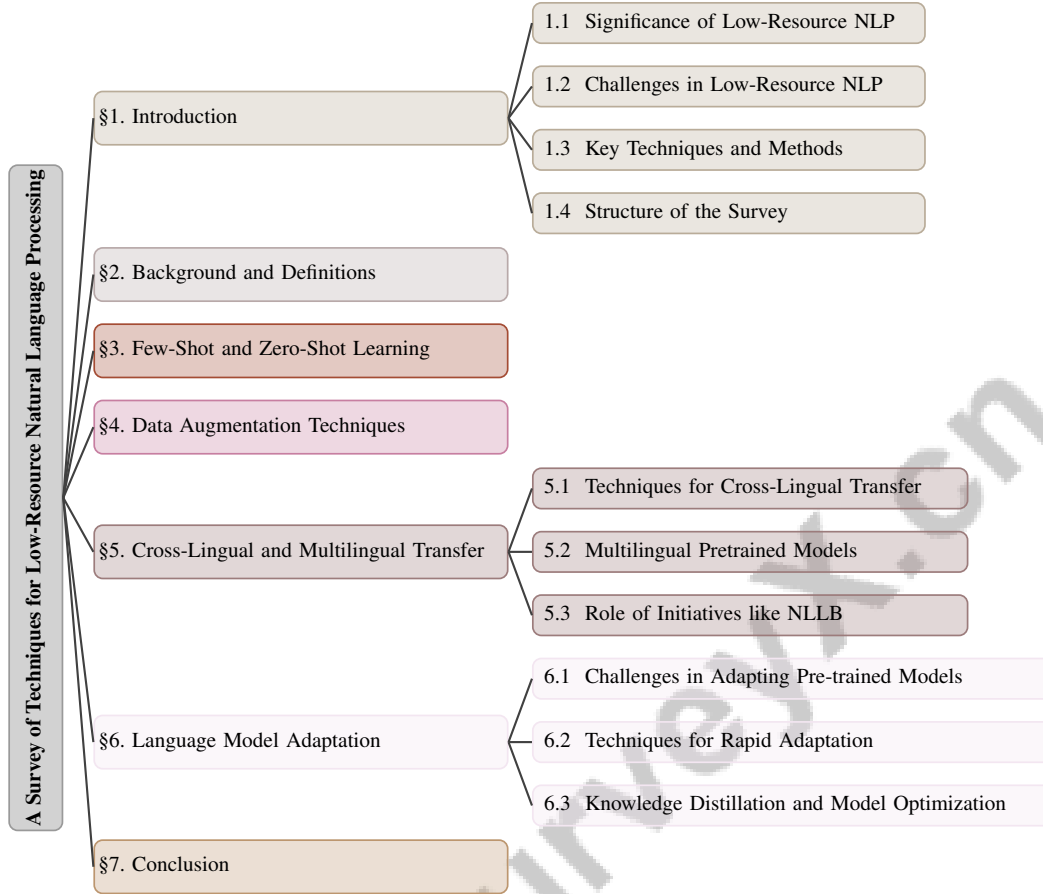 A Survey of Techniques for Low-Resource Natural Language Processing
§1. Introduction
1.1 Significance of Low-Resource NLP
1.2 Challenges in Low-Resource NLP
1.3 Key Techniques and Methods
1.4 Structure of the Survey
§2. Background and Definitions
§3. Few-Shot and Zero-Shot Learning
§4. Data Augmentation Techniques
§5. Cross-Lingual and Multilingual Transfer
5.1 Techniques for Cross-Lingual Transfer
5.2 Multilingual Pretrained Models
5.3 Role of Initiatives like NLLB
§6. Language Model Adaptation
6.1 Challenges in Adapting Pre-trained Models
6.2 Techniques for Rapid Adaptation
6.3 Knowledge Distillation and Model Optimization
§7. Conclusion
urveyx.cn